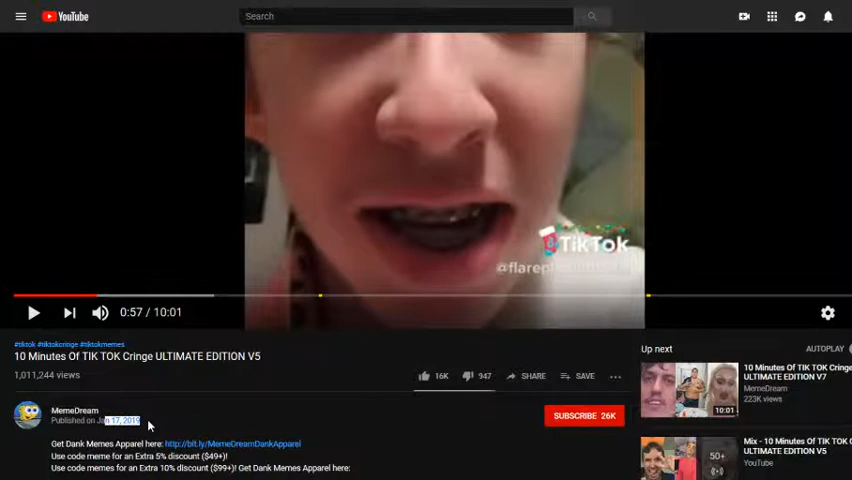 YouTube
Search
TikTok
0:57 / 10:01
#tiktok #tiktokcringe #tiktokmemes
10 Minutes Of TIK TOK Cringe ULTIMATE EDITION V5
1,011,244 views
16K
947
SHARE
SAVE
MemeDream
Published on Jan 17, 2019
SUBSCRIBE 26K
Get Dank Memes Apparel here: http://bit.ly/MemeDreamDankApparel
Use code meme for an Extra 5% discount ($49+)!
Use code memes for an Extra 10% discount ($99+)! Get Dank Memes Apparel here:
Up next
AUTOPLAY
10 Minutes Of TIK TOK Cringe
ULTIMATE EDITION V7
MemeDream
223K views
10:01
Mix - 10 Minutes Of TIK TOK
ULTIMATE EDITION V5
YouTube
50+